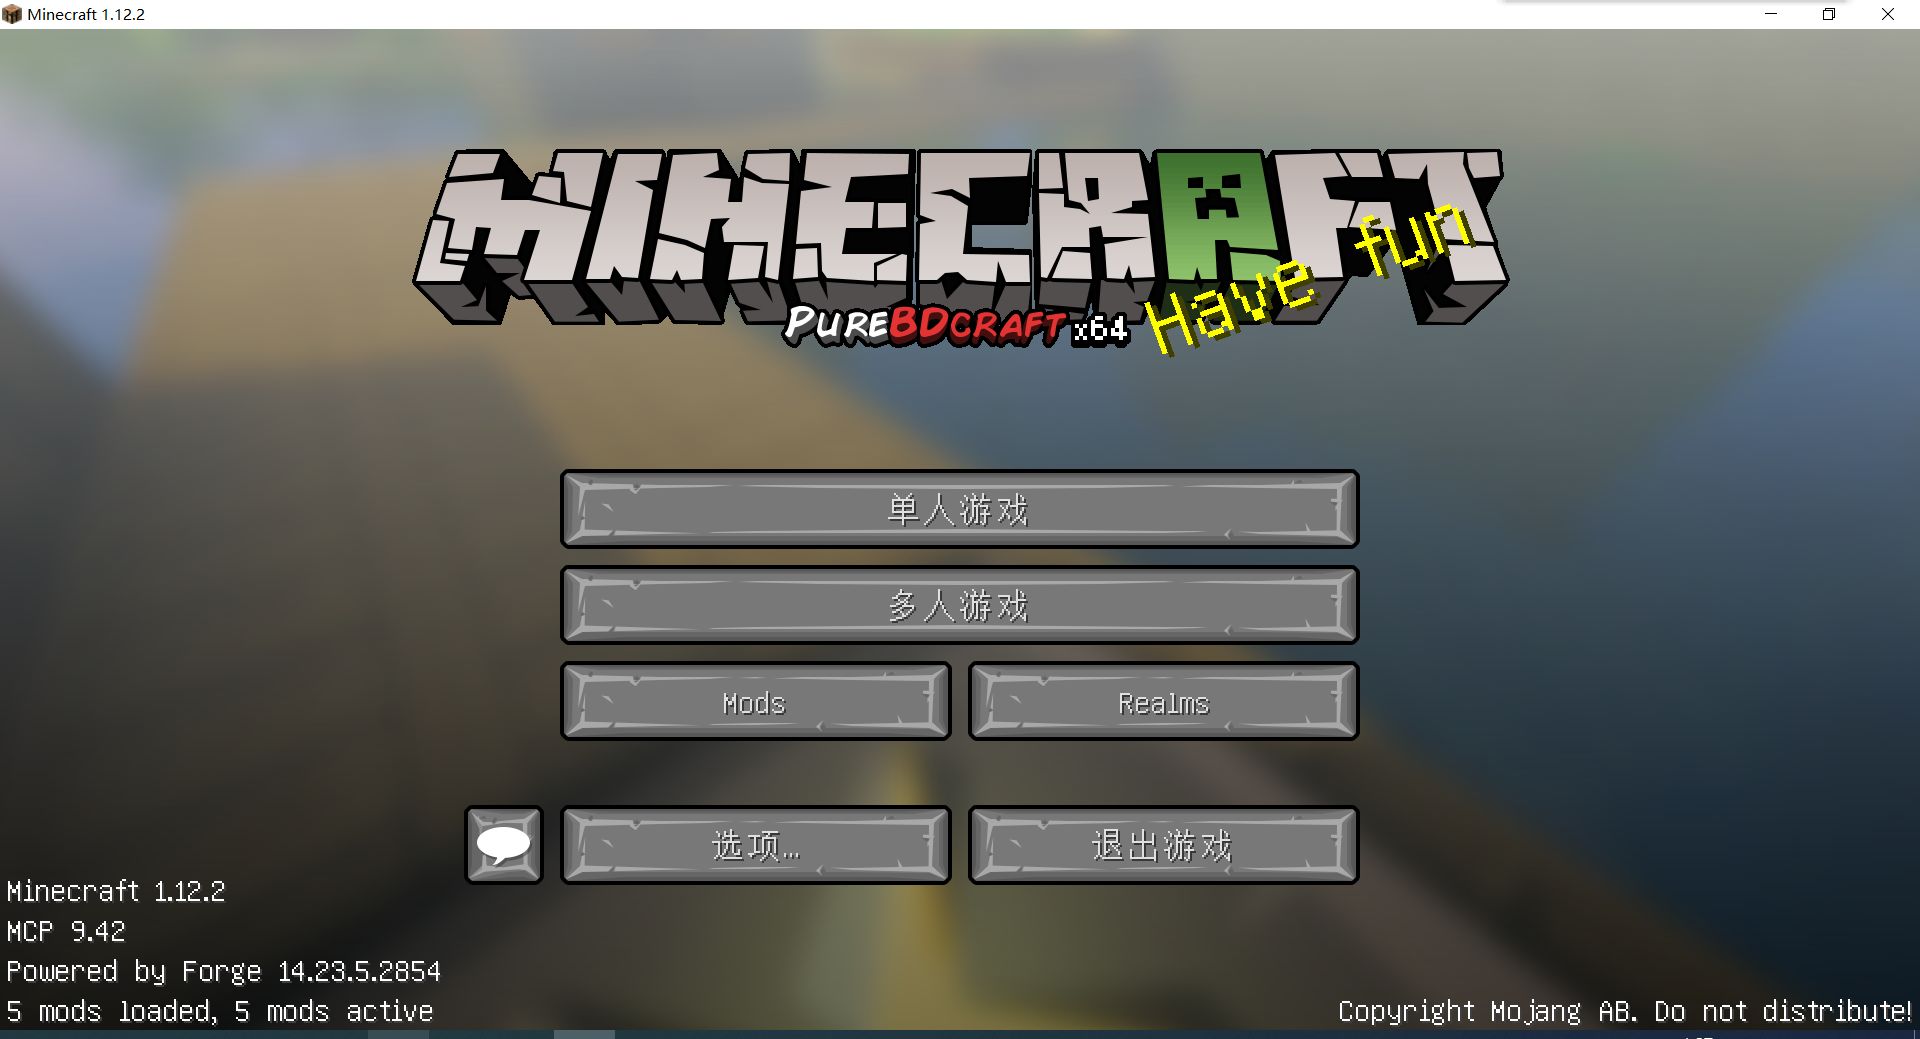 Minecraft 1.12.2
MINECRAFT
PUREBDCRAFT x64
Have fun
单人游戏
多人游戏
Mods
Realms
选项...
退出游戏
Minecraft 1.12.2
MCP 9.42
Powered by Forge 14.23.5.2854
5 mods loaded, 5 mods active
Copyright Mojang AB. Do not distribute!